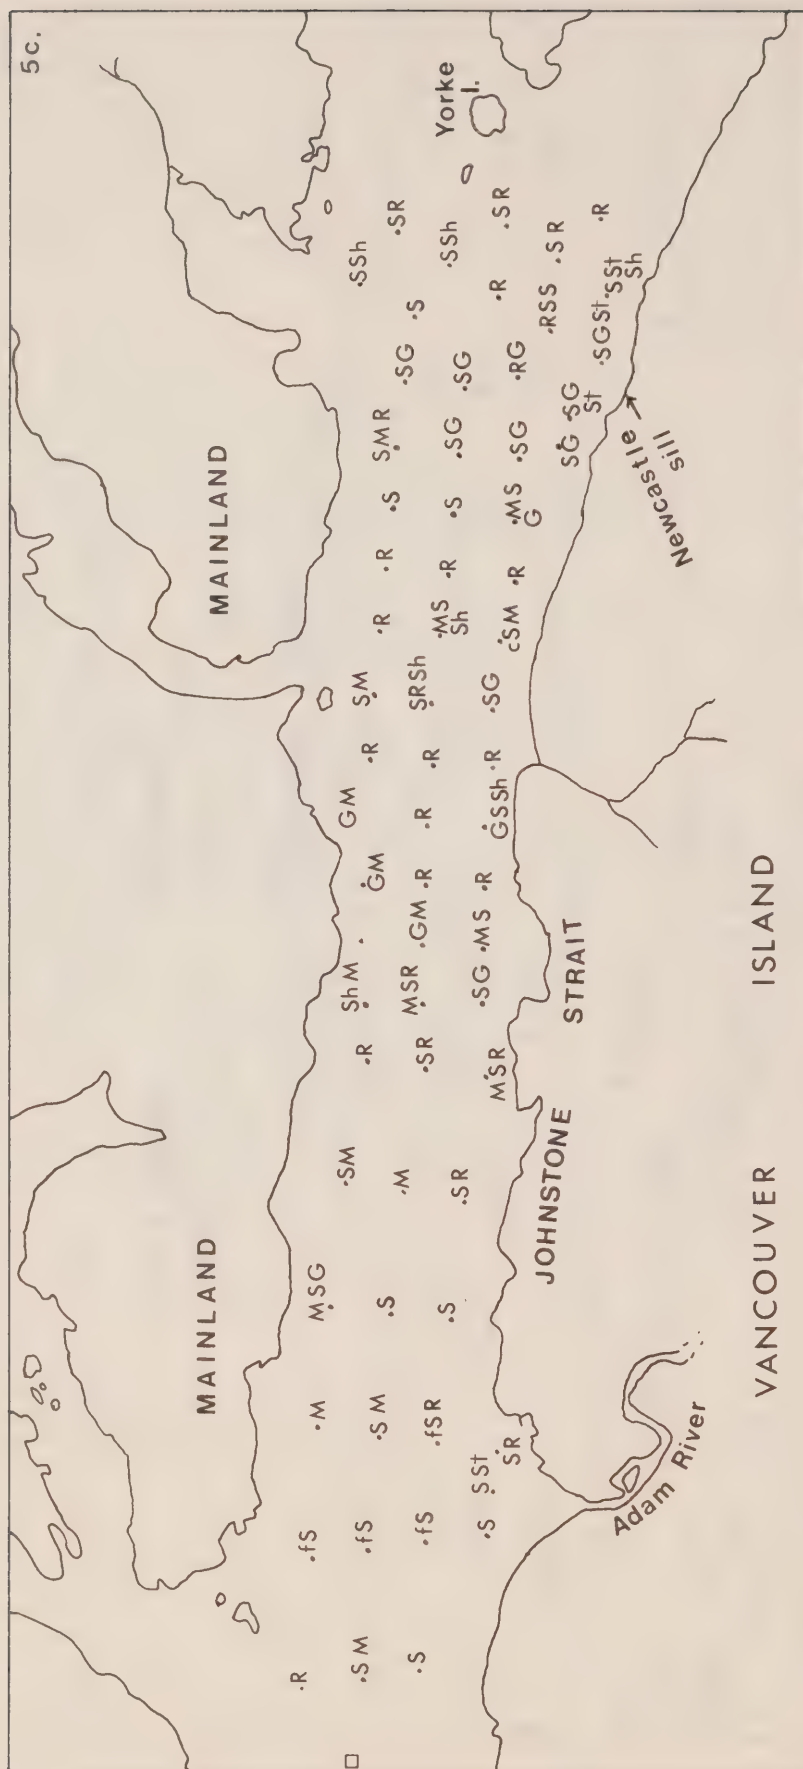 5c.
MAINLAND
MAINLAND
Yorke
I.
R
fS
M
MSG
SM
R
ShM
GM
GM
R
SM
R
R
S
SMR
SG
S
SSh
SR
SM
fS
SM
S
M
SR
MSR
GM
R
R
R
SRSh
MS
Sh
R
S
SG
SG
SSh
S
fS
fSR
S
SR
MSR
SG
MS
R
GSSh
R
SG
cSM
R
MS
G
SG
RG
R
SR
S
SSt
SR
SG
SG
St
RSS
SR
SGSt
SSt
Sh
R
JOHNSTONE STRAIT
Newcastle
sill
Adam River
VANCOUVER ISLAND